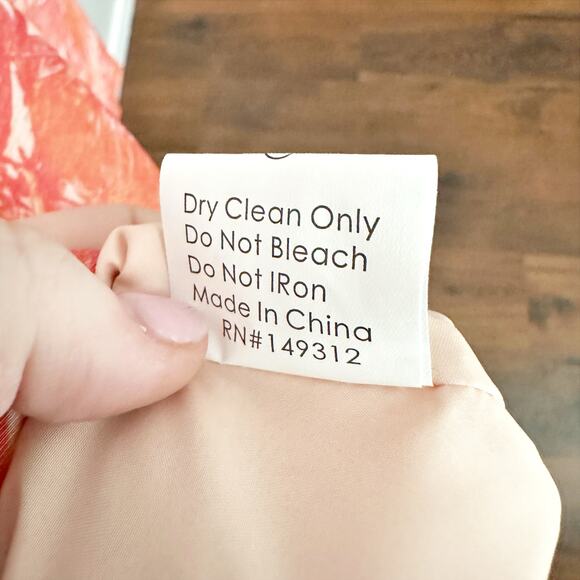 Dry Clean Only
Do Not Bleach
Do Not IRon
Made In China
RN#149312